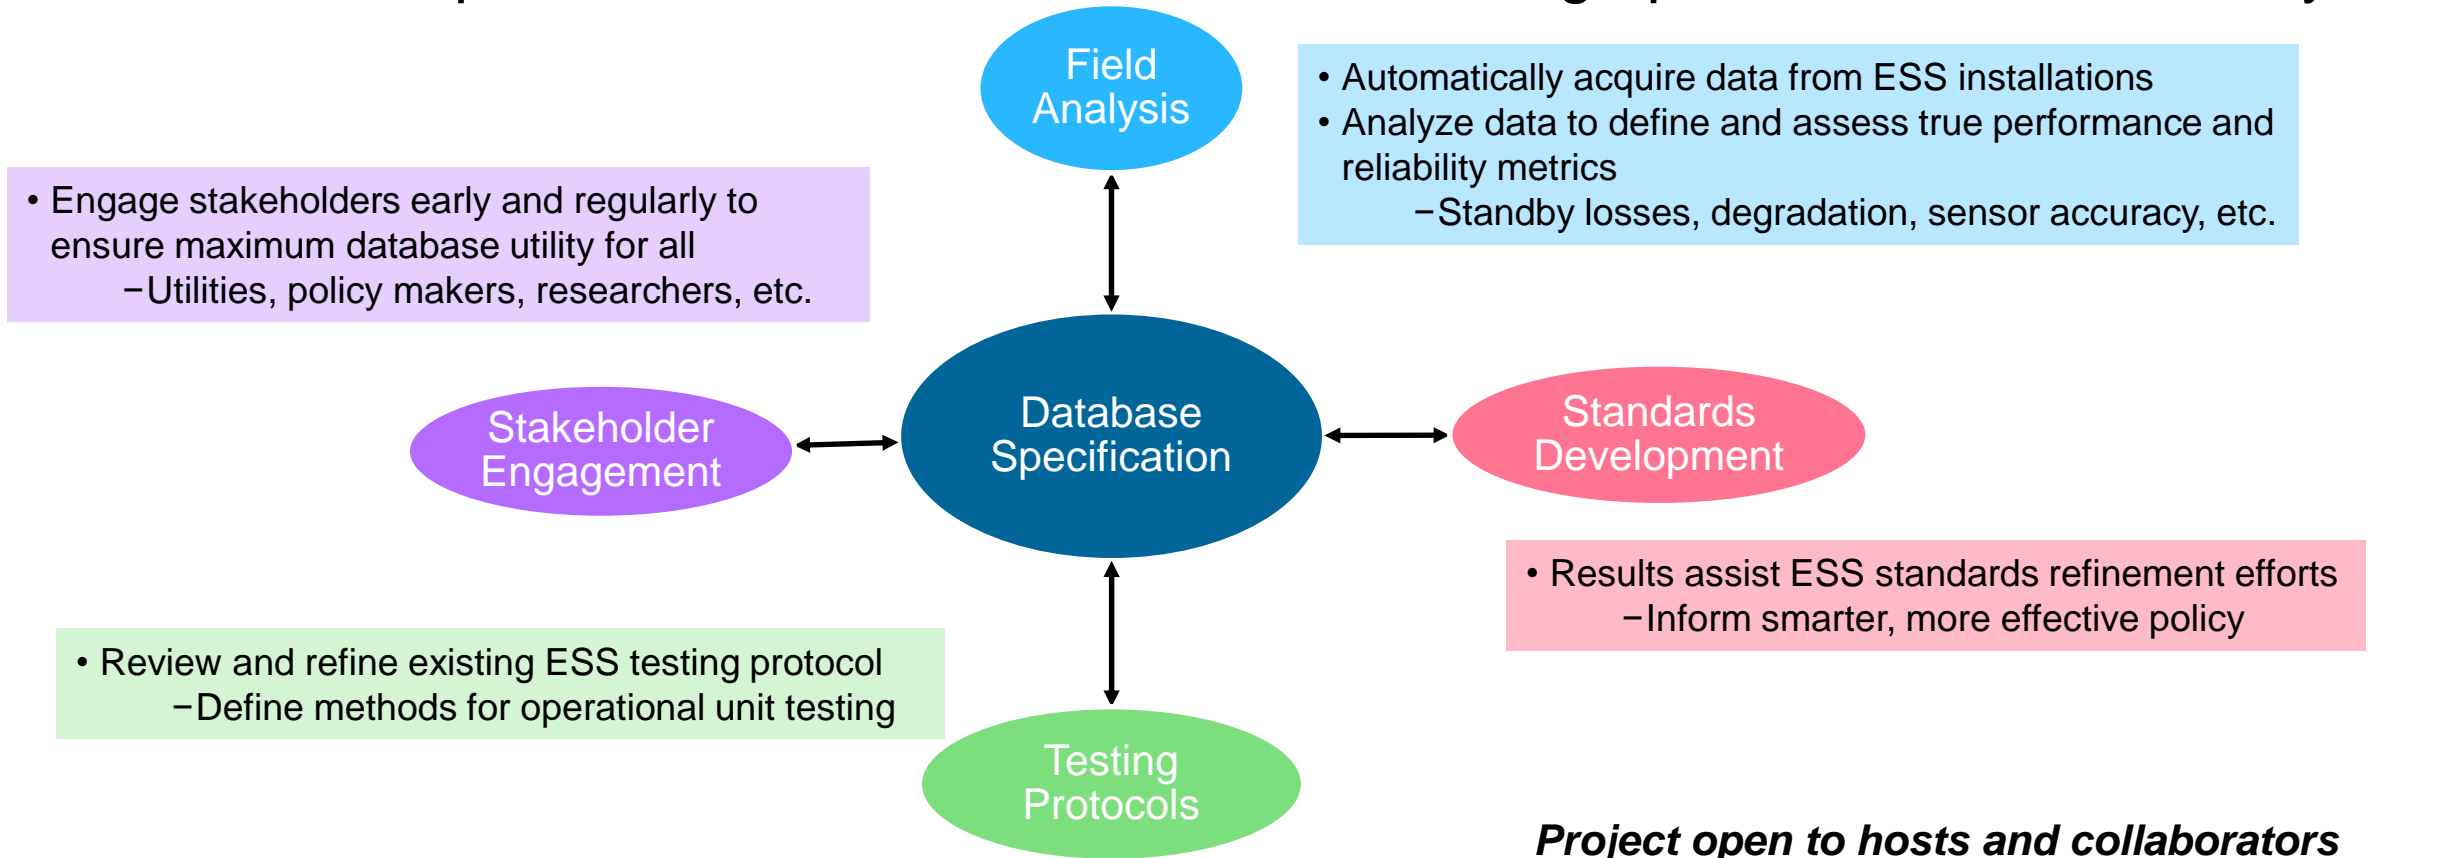 Field
Analysis
• Automatically acquire data from ESS installations
• Analyze data to define and assess true performance and
reliability metrics
−Standby losses, degradation, sensor accuracy, etc.
• Engage stakeholders early and regularly to
ensure maximum database utility for all
−Utilities, policy makers, researchers, etc.
Stakeholder
Engagement
Database
Specification
Standards
Development
• Results assist ESS standards refinement efforts
−Inform smarter, more effective policy
• Review and refine existing ESS testing protocol
−Define methods for operational unit testing
Testing
Protocols
Project open to hosts and collaborators